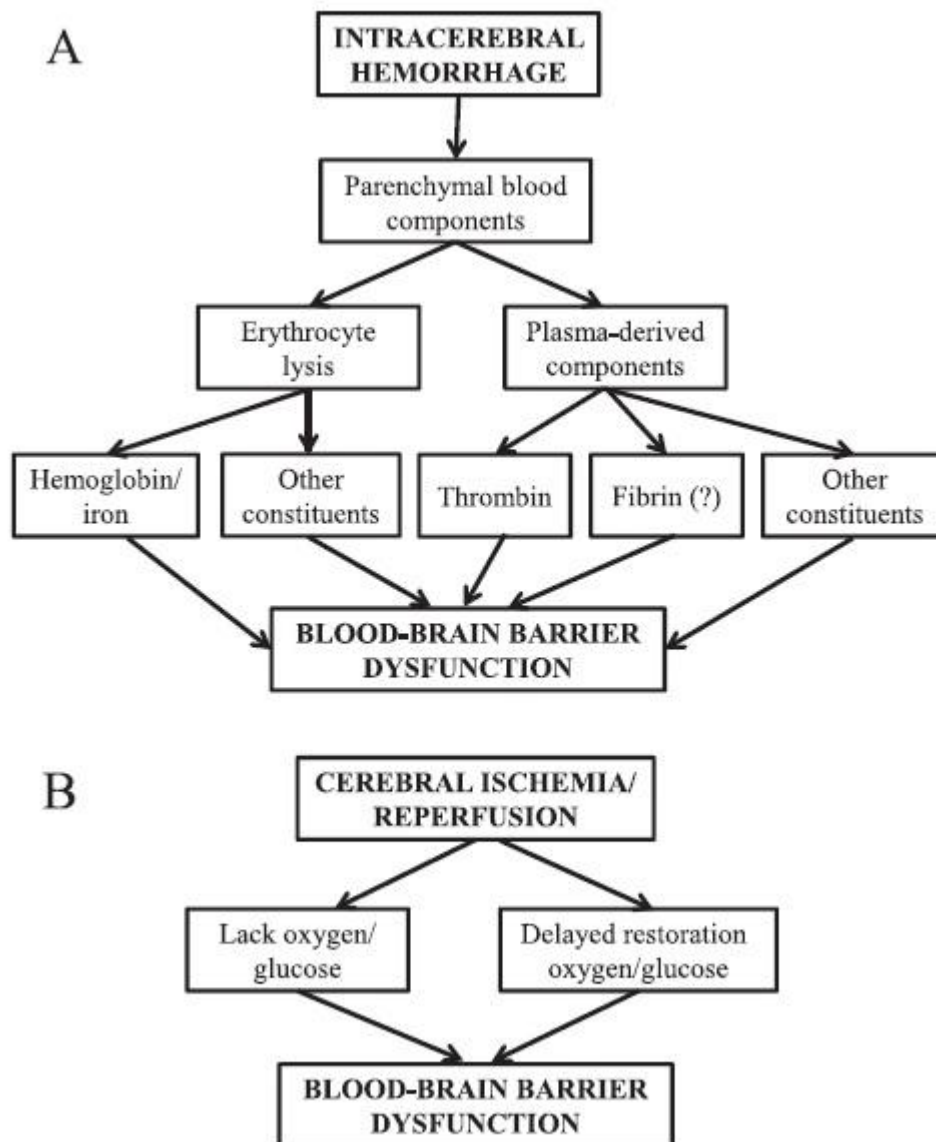 A
INTRACEREBRAL
HEMORRHAGE
Parenchymal blood
components
Erythrocyte
lysis
Plasma-derived
components
Hemoglobin/
iron
Other
constituents
Thrombin
Fibrin (?)
Other
constituents
BLOOD-BRAIN BARRIER
DYSFUNCTION
B
CEREBRAL ISCHEMIA/
REPERFUSION
Lack oxygen/
glucose
Delayed restoration
oxygen/glucose
BLOOD-BRAIN BARRIER
DYSFUNCTION